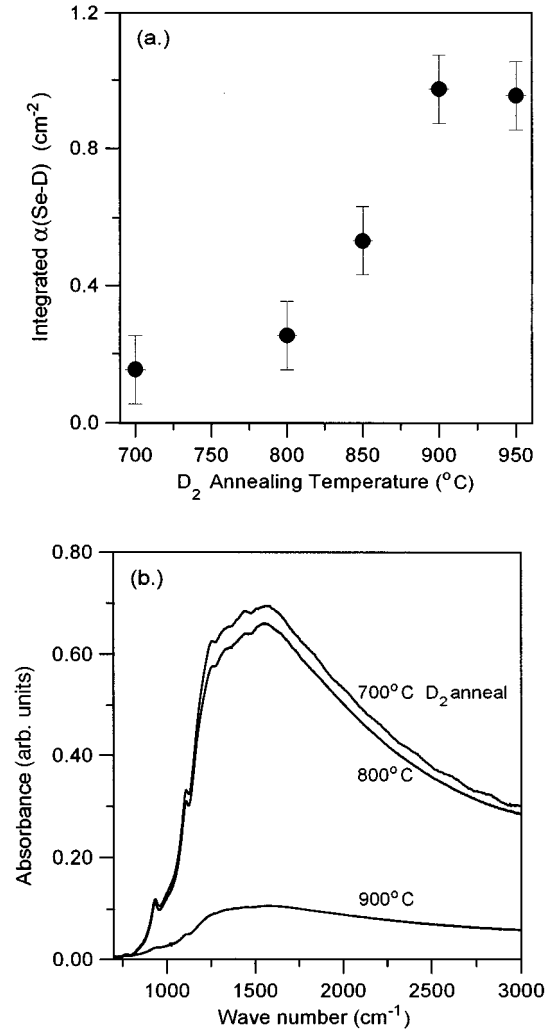 (a.)
Integrated α(Se-D) (cm⁻²)
1.2
0.8
0.4
0.0
700 750 800 850 900 950
D₂ Annealing Temperature (°C)
(b.)
Absorbance (arb. units)
0.80
0.60
0.40
0.20
0.00
700°C D₂ anneal
800°C
900°C
1000 1500 2000 2500 3000
Wave number (cm⁻¹)